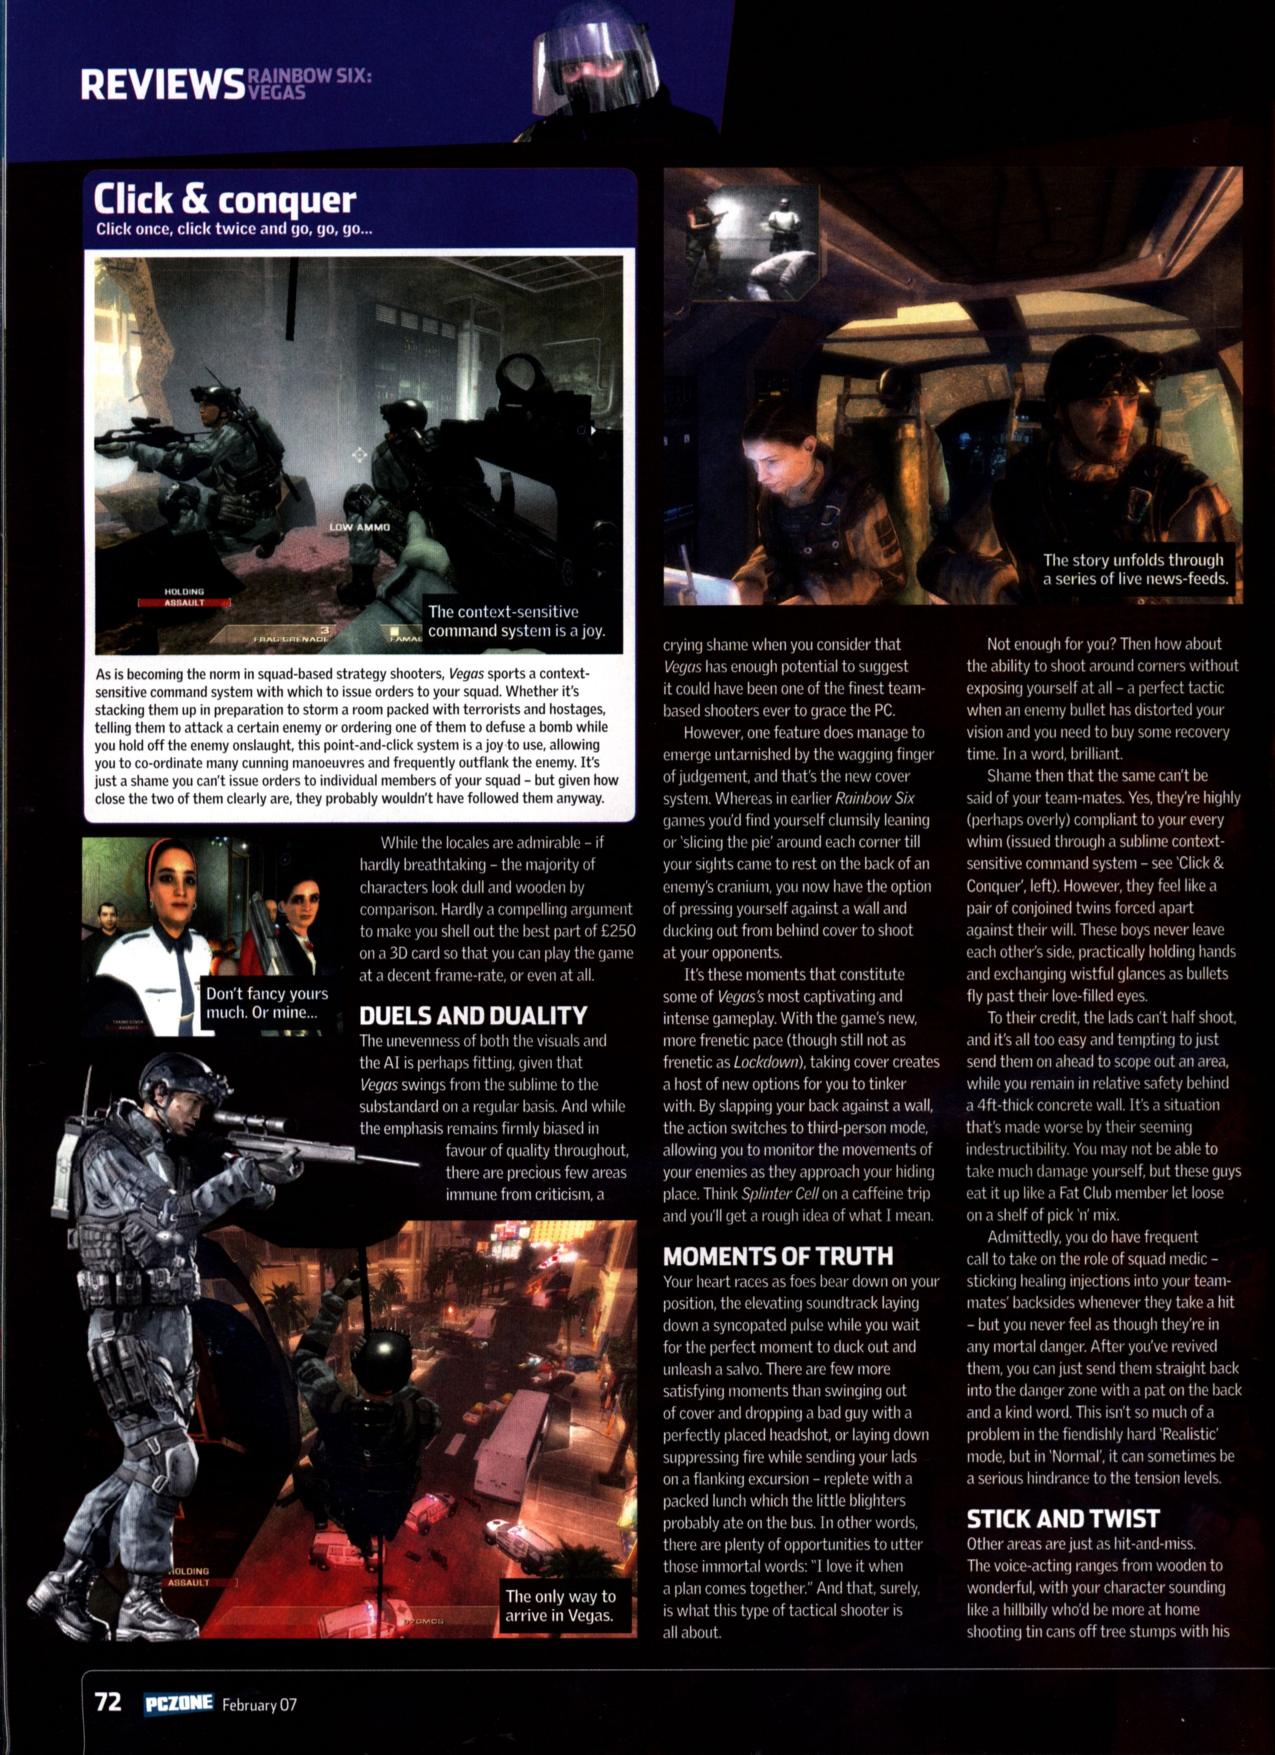 REVIEWS RAINBOW SIX:
VEGAS
Click & conquer
Click once, click twice and go, go, go...
LOW AMMO
HOLDING
ASSAULT
3
FRAG GRENADE
The context-sensitive
command system is a joy.
As is becoming the norm in squad-based strategy shooters, Vegas sports a context-
sensitive command system with which to issue orders to your squad. Whether it's
stacking them up in preparation to storm a room packed with terrorists and hostages,
telling them to attack a certain enemy or ordering one of them to defuse a bomb while
you hold off the enemy onslaught, this point-and-click system is a joy to use, allowing
you to co-ordinate many cunning manoeuvres and frequently outflank the enemy. It's
just a shame you can't issue orders to individual members of your squad – but given how
close the two of them clearly are, they probably wouldn't have followed them anyway.
Don't fancy yours
much. Or mine...
While the locales are admirable – if
hardly breathtaking – the majority of
characters look dull and wooden by
comparison. Hardly a compelling argument
to make you shell out the best part of £250
on a 3D card so that you can play the game
at a decent frame-rate, or even at all.
DUELS AND DUALITY
The unevenness of both the visuals and
the AI is perhaps fitting, given that
Vegas swings from the sublime to the
substandard on a regular basis. And while
the emphasis remains firmly biased in
favour of quality throughout,
there are precious few areas
immune from criticism, a
HOLDING
ASSAULT
The only way to
arrive in Vegas.
The story unfolds through
a series of live news-feeds.
crying shame when you consider that
Vegas has enough potential to suggest
it could have been one of the finest team-
based shooters ever to grace the PC.
However, one feature does manage to
emerge untarnished by the wagging finger
of judgement, and that's the new cover
system. Whereas in earlier Rainbow Six
games you'd find yourself clumsily leaning
or 'slicing the pie' around each corner till
your sights came to rest on the back of an
enemy's cranium, you now have the option
of pressing yourself against a wall and
ducking out from behind cover to shoot
at your opponents.
It's these moments that constitute
some of Vegas's most captivating and
intense gameplay. With the game's new,
more frenetic pace (though still not as
frenetic as Lockdown), taking cover creates
a host of new options for you to tinker
with. By slapping your back against a wall,
the action switches to third-person mode,
allowing you to monitor the movements of
your enemies as they approach your hiding
place. Think Splinter Cell on a caffeine trip
and you'll get a rough idea of what I mean.
MOMENTS OF TRUTH
Your heart races as foes bear down on your
position, the elevating soundtrack laying
down a syncopated pulse while you wait
for the perfect moment to duck out and
unleash a salvo. There are few more
satisfying moments than swinging out
of cover and dropping a bad guy with a
perfectly placed headshot, or laying down
suppressing fire while sending your lads
on a flanking excursion – replete with a
packed lunch which the little blighters
probably ate on the bus. In other words,
there are plenty of opportunities to utter
those immortal words: "I love it when
a plan comes together." And that, surely,
is what this type of tactical shooter is
all about.
Not enough for you? Then how about
the ability to shoot around corners without
exposing yourself at all – a perfect tactic
when an enemy bullet has distorted your
vision and you need to buy some recovery
time. In a word, brilliant.
Shame then that the same can't be
said of your team-mates. Yes, they're highly
(perhaps overly) compliant to your every
whim (issued through a sublime context-
sensitive command system – see 'Click &
Conquer', left). However, they feel like a
pair of conjoined twins forced apart
against their will. These boys never leave
each other's side, practically holding hands
and exchanging wistful glances as bullets
fly past their love-filled eyes.
To their credit, the lads can't half shoot,
and it's all too easy and tempting to just
send them on ahead to scope out an area,
while you remain in relative safety behind
a 4ft-thick concrete wall. It's a situation
that's made worse by their seeming
indestructibility. You may not be able to
take much damage yourself, but these guys
eat it up like a Fat Club member let loose
on a shelf of pick 'n' mix.
Admittedly, you do have frequent
call to take on the role of squad medic –
sticking healing injections into your team-
mates' backsides whenever they take a hit
– but you never feel as though they're in
any mortal danger. After you've revived
them, you can just send them straight back
into the danger zone with a pat on the back
and a kind word. This isn't so much of a
problem in the fiendishly hard 'Realistic'
mode, but in 'Normal', it can sometimes be
a serious hindrance to the tension levels.
STICK AND TWIST
Other areas are just as hit-and-miss.
The voice-acting ranges from wooden to
wonderful, with your character sounding
like a hillbilly who'd be more at home
shooting tin cans off tree stumps with his
72 PCZONE February 07